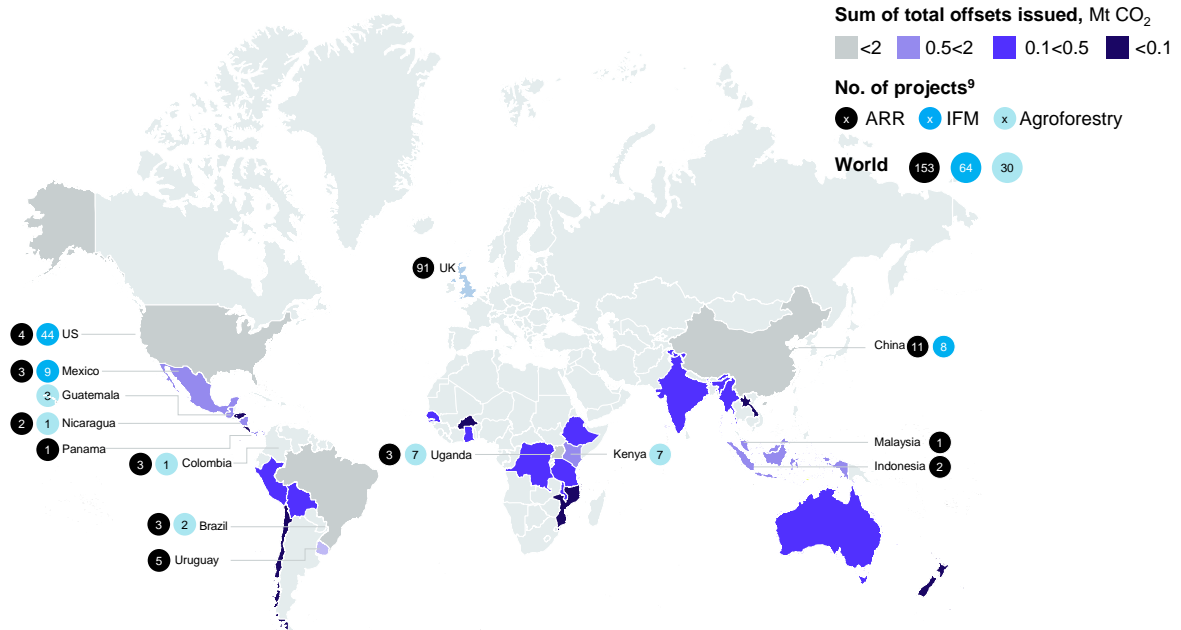 Sum of total offsets issued, Mt CO₂
<2 0.5<2 0.1<0.5 <0.1
No. of projects⁹
x ARR x IFM x Agroforestry
World 153 64 30
91 UK
4 44 US
3 9 Mexico
3 Guatemala
2 1 Nicaragua
1 Panama
3 1 Colombia
3 2 Brazil
5 Uruguay
3 7 Uganda
Kenya 7
China 11 8
Malaysia 1
Indonesia 2